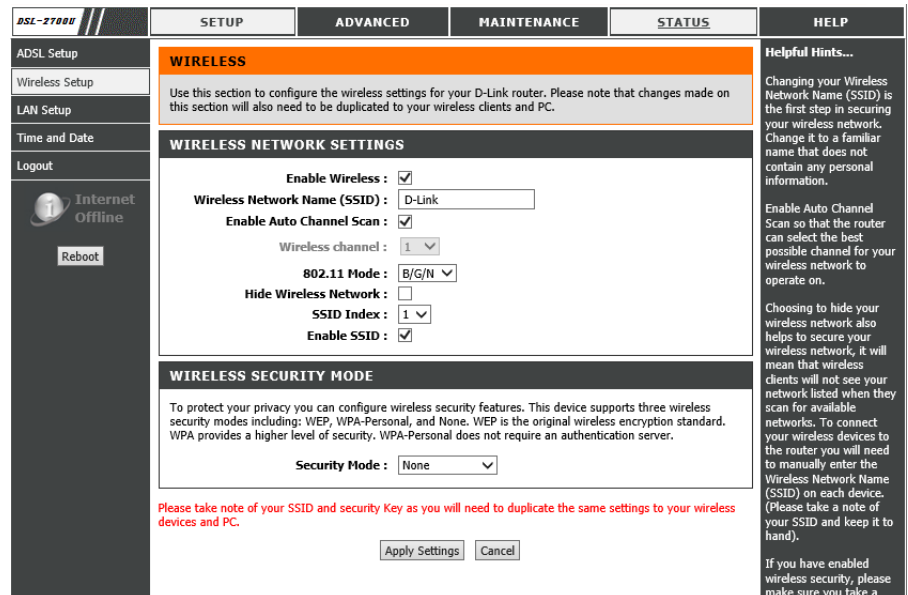 DSL-2700U
SETUP
ADVANCED
MAINTENANCE
STATUS
HELP
ADSL Setup
Wireless Setup
LAN Setup
Time and Date
Logout
Internet
Offline
Reboot
WIRELESS
Use this section to configure the wireless settings for your D-Link router. Please note that changes made on
this section will also need to be duplicated to your wireless clients and PC.
WIRELESS NETWORK SETTINGS
Enable Wireless :
Wireless Network Name (SSID) : D-Link
Enable Auto Channel Scan :
Wireless channel : 1
802.11 Mode : B/G/N
Hide Wireless Network :
SSID Index : 1
Enable SSID :
WIRELESS SECURITY MODE
To protect your privacy you can configure wireless security features. This device supports three wireless
security modes including: WEP, WPA-Personal, and None. WEP is the original wireless encryption standard.
WPA provides a higher level of security. WPA-Personal does not require an authentication server.
Security Mode : None
Please take note of your SSID and security Key as you will need to duplicate the same settings to your wireless
devices and PC.
Apply Settings Cancel
Helpful Hints...
Changing your Wireless
Network Name (SSID) is
the first step in securing
your wireless network.
Change it to a familiar
name that does not
contain any personal
information.
Enable Auto Channel
Scan so that the router
can select the best
possible channel for your
wireless network to
operate on.
Choosing to hide your
wireless network also
helps to secure your
wireless network, it will
mean that wireless
clients will not see your
network listed when they
scan for available
networks. To connect
your wireless devices to
the router you will need
to manually enter the
Wireless Network Name
(SSID) on each device.
(Please take a note of
your SSID and keep it to
hand).
If you have enabled
wireless security, please
make sure you take a